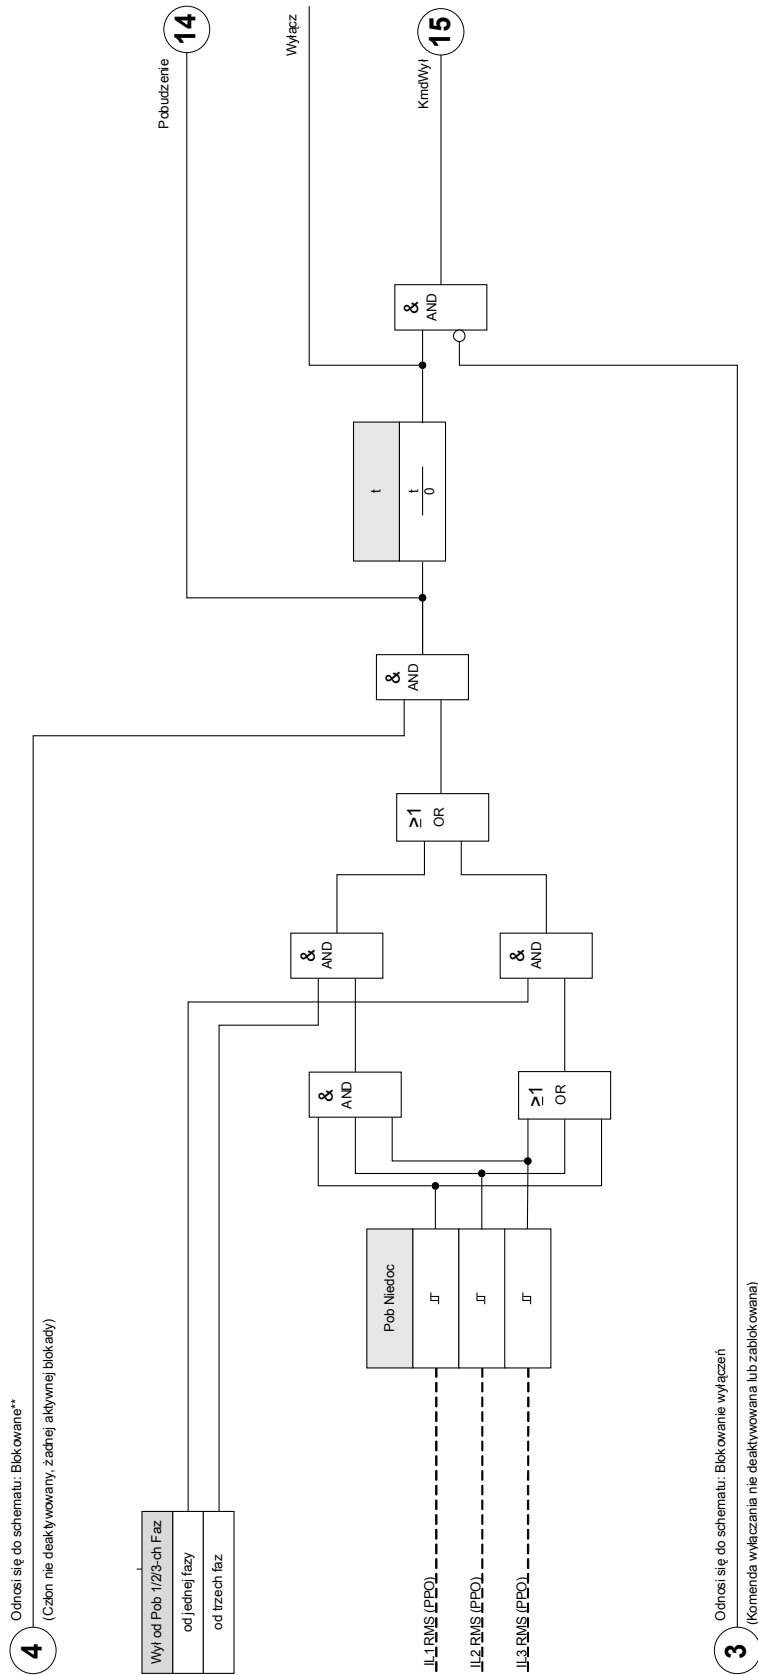 4
Odnosi się do schematu: Blokowane**
(Człon nie deaktywowany, żadnej aktywnej blokady)
Wył od Pob 1/2/3-ch Faz
od jednej fazy
od trzech faz
IL1 RMS (PPO)
IL2 RMS (PPO)
IL3 RMS (PPO)
Pob Niedoc
&
AND
≥1
OR
&
AND
&
AND
≥1
OR
&
AND
t
t
0
&
AND
Pobudzenie
14
Wyłącz
KmdWył
15
3
Odnosi się do schematu: Blokowanie wyłączeń
(Komenda wyłączania nie deaktywowana lub zablokowana)